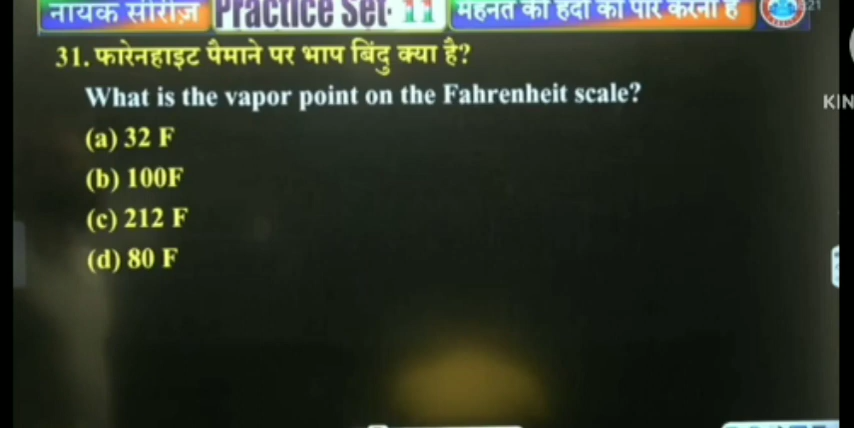 नायक सीरीज़ Practice Set- 11 मेहनत की हदों को पार करना है
31. फारेनहाइट पैमाने पर भाप बिंदु क्या है?
What is the vapor point on the Fahrenheit scale?
KIN
(a) 32 F
(b) 100F
(c) 212 F
(d) 80 F